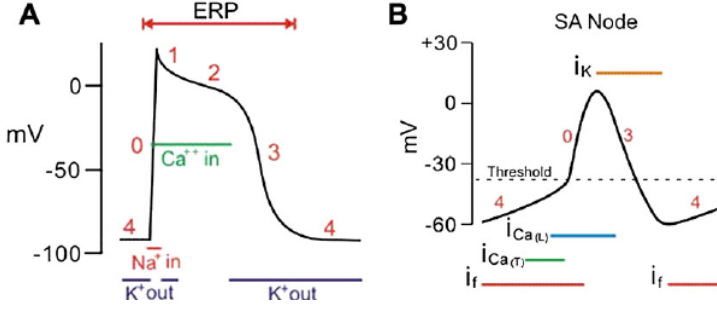 A
ERP
1
2
0
mV
0
Ca⁺⁺ in
-50
3
4
4
-100
Na⁺ in
K⁺out
K⁺out
B
SA Node
+30
iK
0
mV
0
3
-30
Threshold
4
4
-60
iCa(L)
iCa(T)
if
if